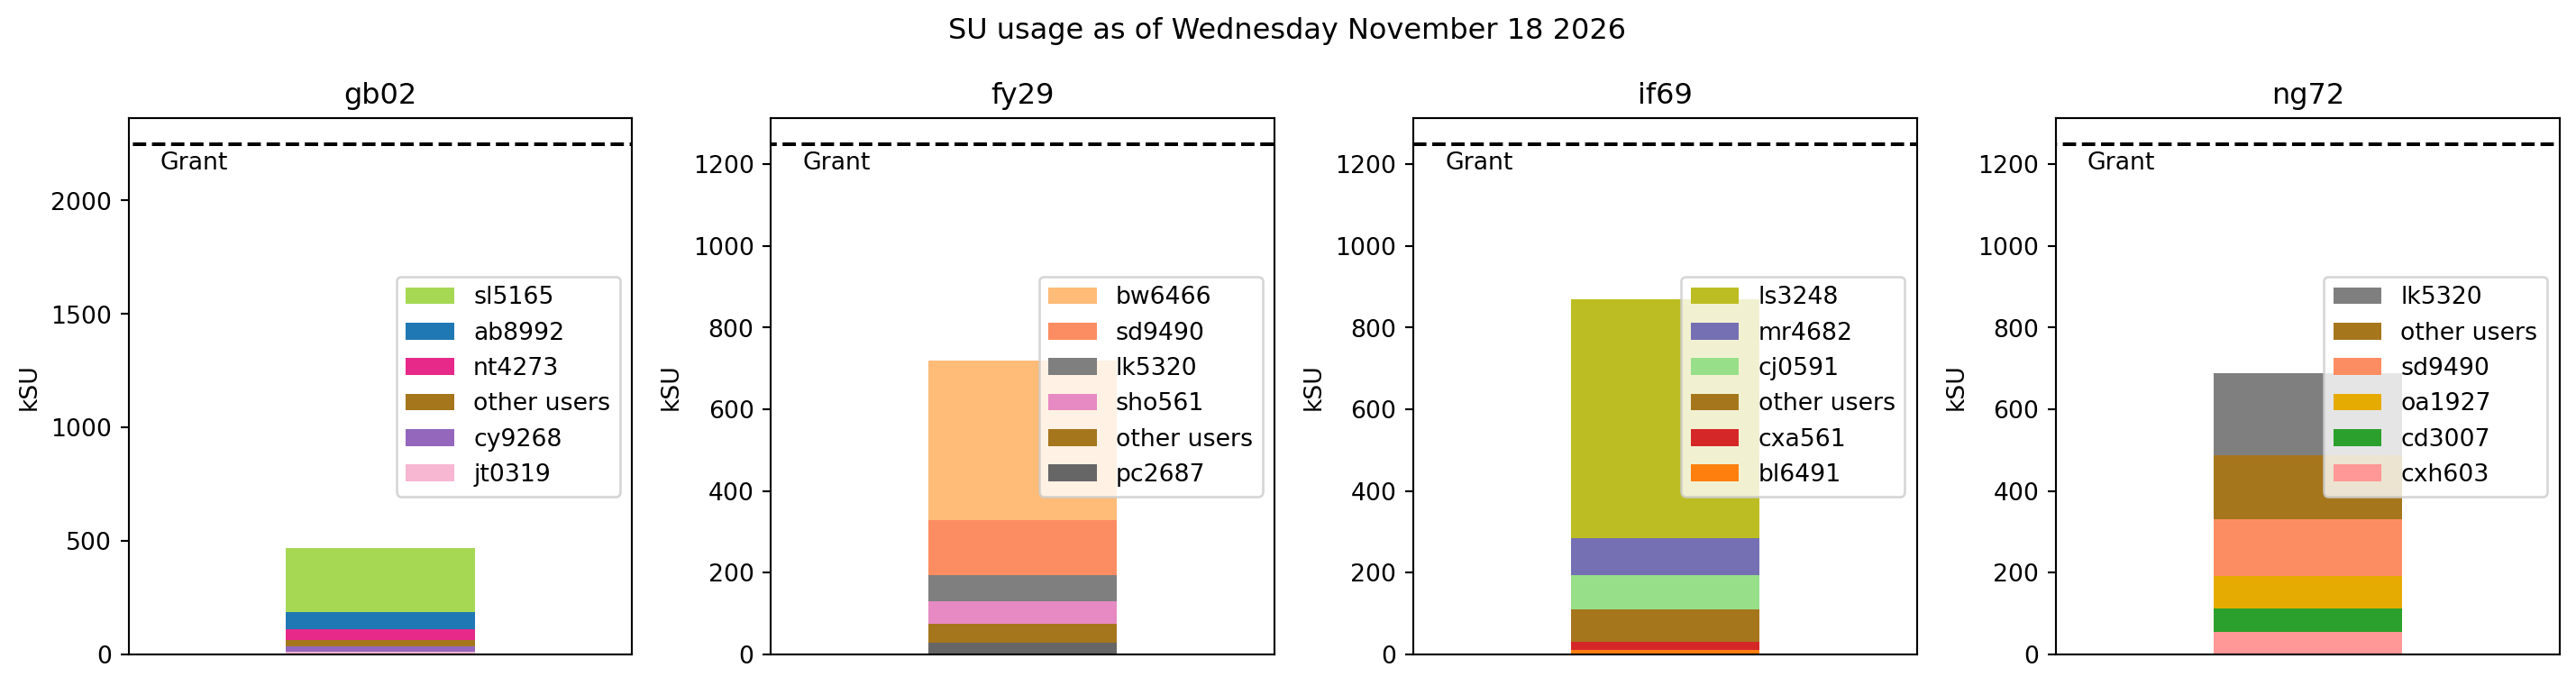 SU usage as of Wednesday November 18 2026
gb02
kSU
2000
1500
1000
500
0
Grant
sl5165
ab8992
nt4273
other users
cy9268
jt0319
fy29
kSU
1200
1000
800
600
400
200
0
Grant
bw6466
sd9490
lk5320
sho561
other users
pc2687
if69
kSU
1200
1000
800
600
400
200
0
Grant
ls3248
mr4682
cj0591
other users
cxa561
bl6491
ng72
kSU
1200
1000
800
600
400
200
0
Grant
lk5320
other users
sd9490
oa1927
cd3007
cxh603